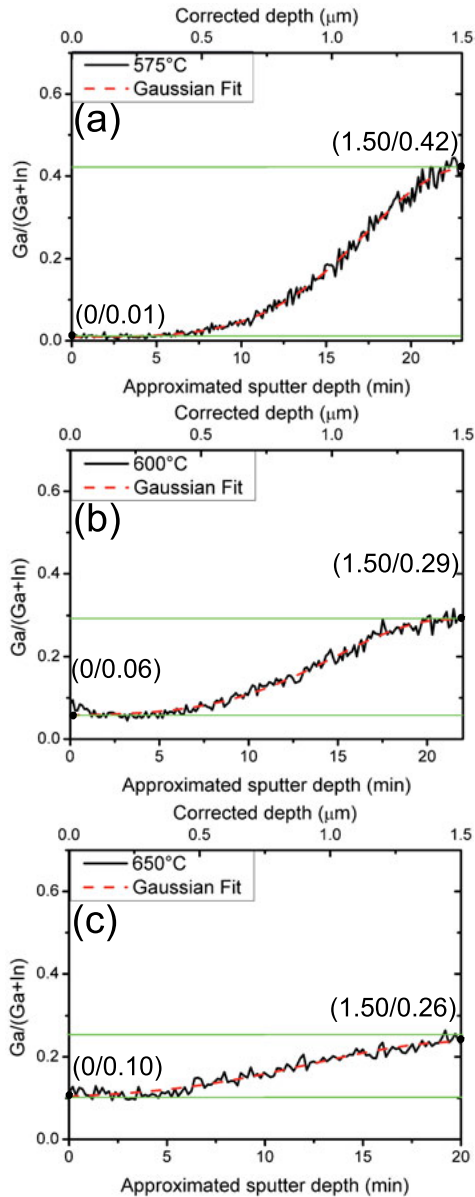 Corrected depth (μm)
0.0 0.5 1.0 1.5
575°C
Gaussian Fit
(a)
(1.50/0.42)
(0/0.01)
0.6
0.4
0.2
0.0
Ga/(Ga+In)
0 5 10 15 20
Approximated sputter depth (min)
Corrected depth (μm)
0.0 0.5 1.0 1.5
600°C
Gaussian Fit
(b)
(1.50/0.29)
(0/0.06)
0.6
0.4
0.2
0.0
Ga/(Ga+In)
0 5 10 15 20
Approximated sputter depth (min)
Corrected depth (μm)
0.0 0.5 1.0 1.5
650°C
Gaussian Fit
(c)
(1.50/0.26)
(0/0.10)
0.6
0.4
0.2
0.0
Ga/(Ga+In)
0 5 10 15 20
Approximated sputter depth (min)